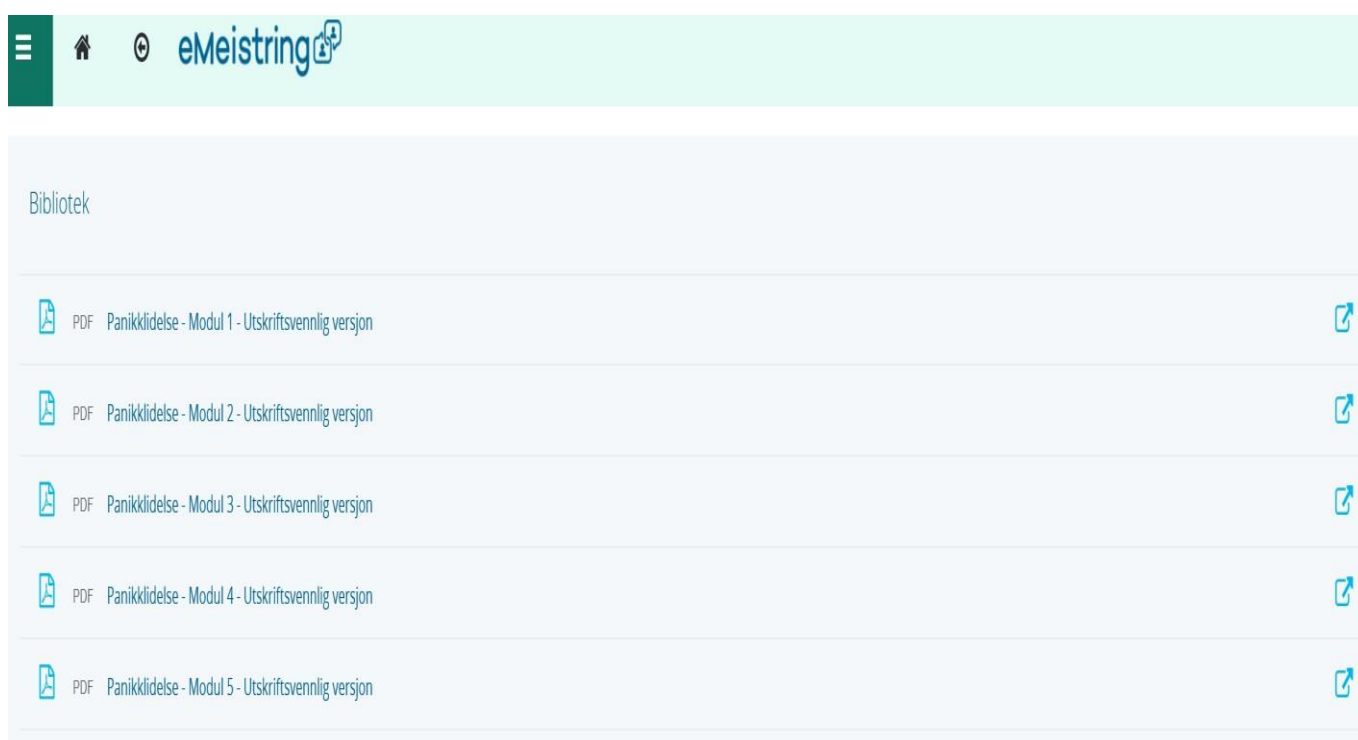 eMeistring
Bibliotek
PDF Panikklidelse - Modul 1 - Utskriftsvennlig versjon
PDF Panikklidelse - Modul 2 - Utskriftsvennlig versjon
PDF Panikklidelse - Modul 3 - Utskriftsvennlig versjon
PDF Panikklidelse - Modul 4 - Utskriftsvennlig versjon
PDF Panikklidelse - Modul 5 - Utskriftsvennlig versjon